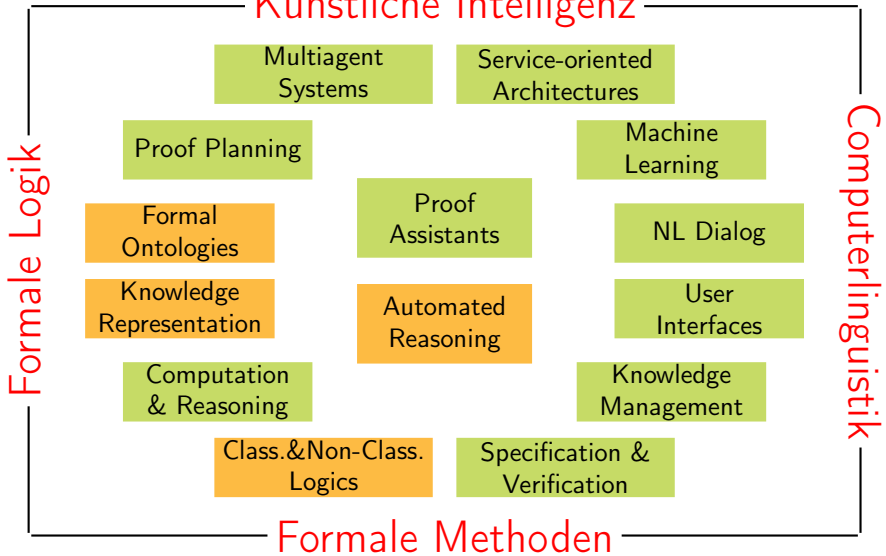 Künstliche Intelligenz
Multiagent
Systems
Service-oriented
Architectures
Proof Planning
Machine
Learning
Formale Logik
Computerlinguistik
Proof
Assistants
Formal
Ontologies
NL Dialog
Knowledge
Representation
Automated
Reasoning
User
Interfaces
Computation
& Reasoning
Knowledge
Management
Class.&Non-Class.
Logics
Specification &
Verification
Formale Methoden